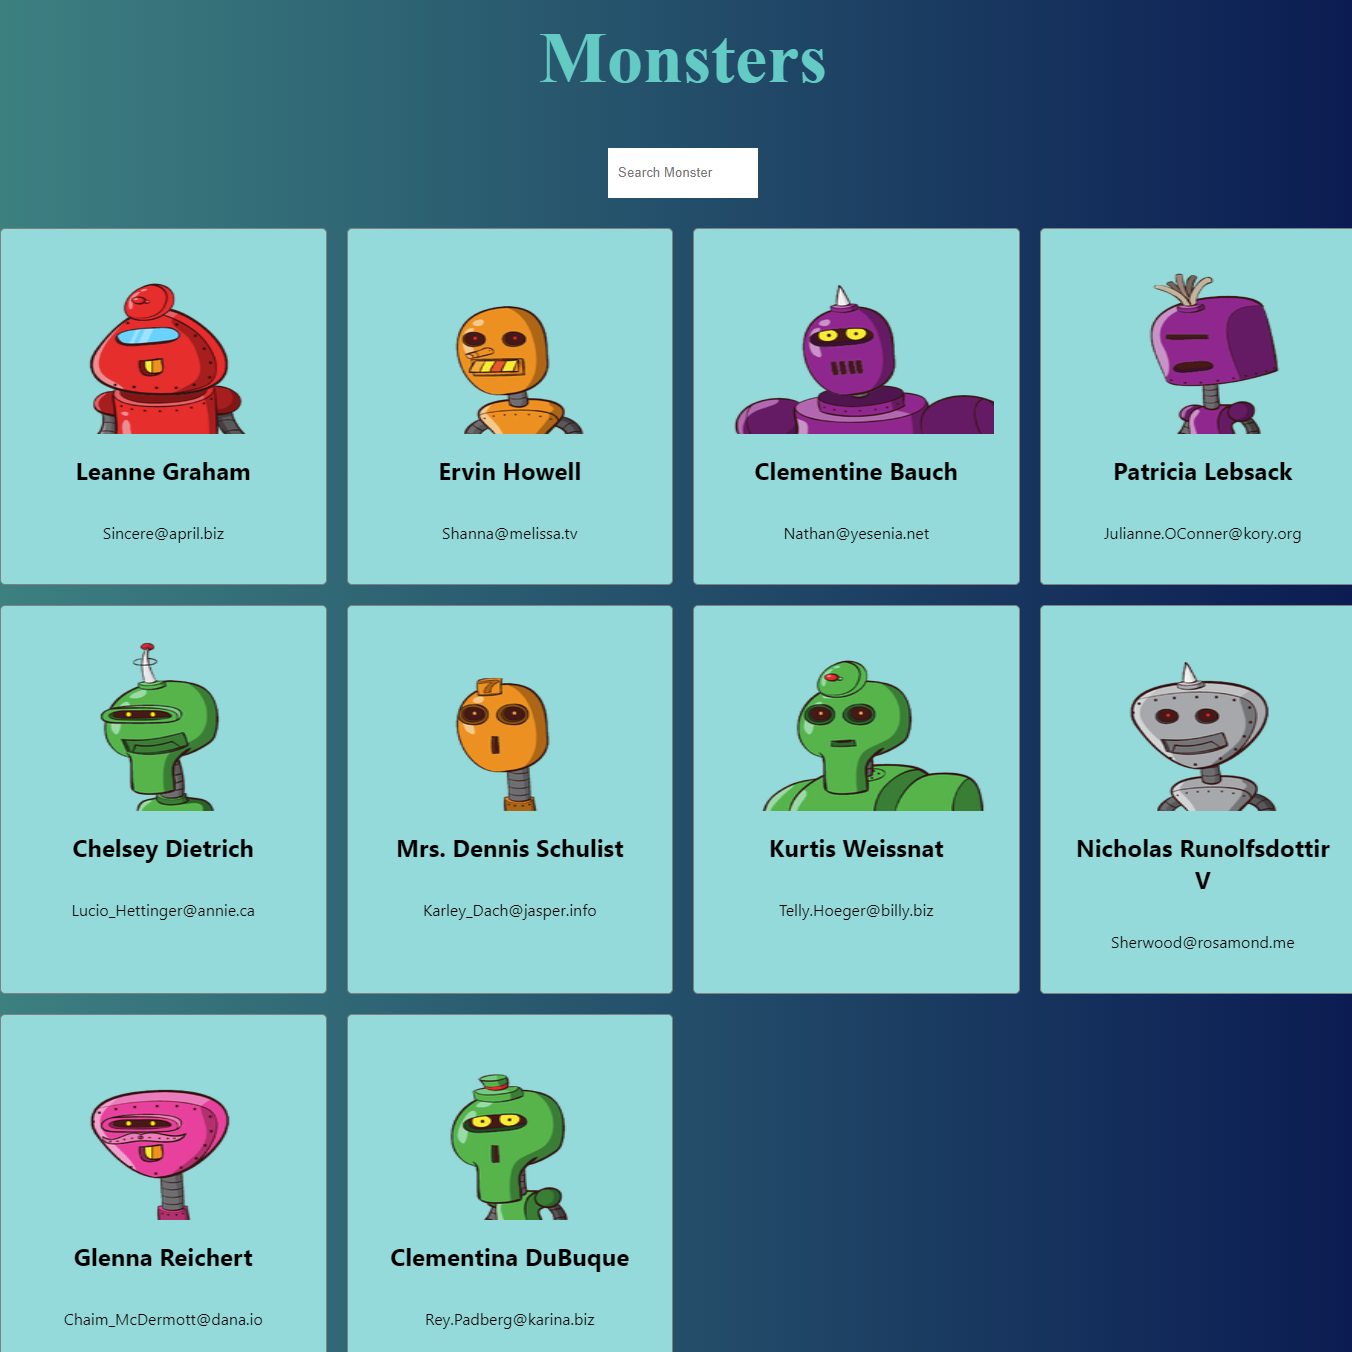 Monsters
Search Monster
Leanne Graham
Sincere@april.biz
Ervin Howell
Shanna@melissa.tv
Clementine Bauch
Nathan@yesenia.net
Patricia Lebsack
Julianne.OConner@kory.org
Chelsey Dietrich
Lucio_Hettinger@annie.ca
7
Mrs. Dennis Schulist
Karley_Dach@jasper.info
Kurtis Weissnat
Telly.Hoeger@billy.biz
Nicholas Runolfsdottir
V
Sherwood@rosamond.me
Glenna Reichert
Chaim_McDermott@dana.io
Clementina DuBuque
Rey.Padberg@karina.biz